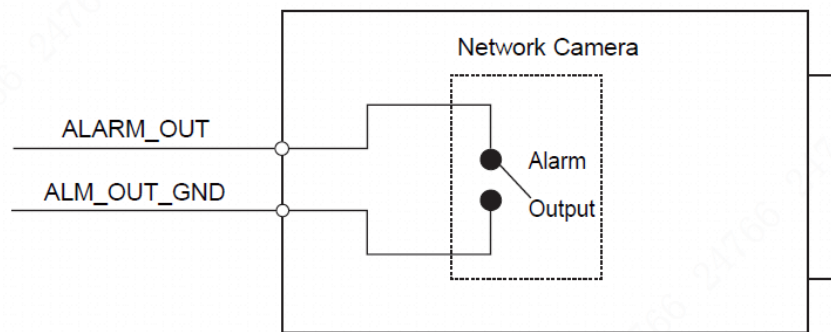 Network Camera
ALARM_OUT
Alarm
ALM_OUT_GND
Output